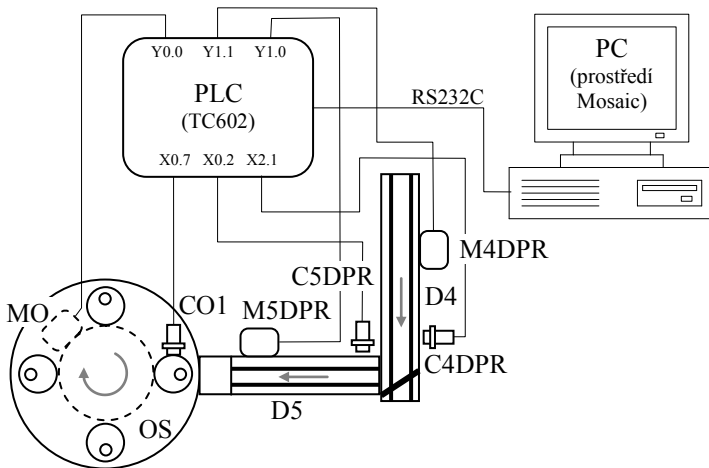 Y0.0 Y1.1 Y1.0
PLC
(TC602)
X0.7 X0.2 X2.1
RS232C
PC
(prostředí
Mosaic)
M4DPR
C5DPR
D4
MO
CO1
M5DPR
C4DPR
D5
OS